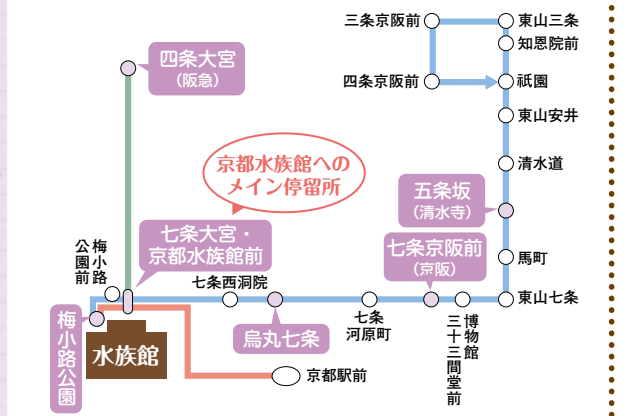 三条京阪前
東山三条
知恩院前
四条大宮
(阪急)
四条京阪前
祇園
東山安井
京都水族館への
メイン停留所
清水道
五条坂
(清水寺)
七条大宮・
京都水族館前
七条京阪前
(京阪)
馬町
梅小路
公園前
七条西洞院
東山七条
梅小路公園
水族館
烏丸七条
七条
河原町
博物館
三十三間堂前
京都駅前